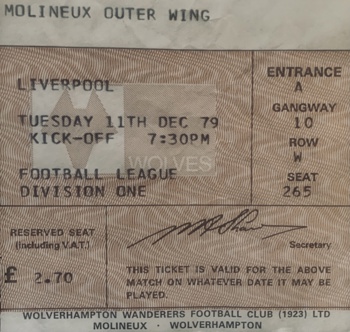 MOLINEUX OUTER WING
LIVERPOOL
TUESDAY 11TH DEC 79
KICK-OFF 7:30PM
WOLVES
FOOTBALL LEAGUE
DIVISION ONE
ENTRANCE
A
GANGWAY
10
ROW
W
SEAT
265
RESERVED SEAT
(including V.A.T.)
£ 2.70
Secretary
THIS TICKET IS VALID FOR THE ABOVE
MATCH ON WHATEVER DATE IT MAY BE
PLAYED.
WOLVERHAMPTON WANDERERS FOOTBALL CLUB (1923) LTD
MOLINEUX · WOLVERHAMPTON